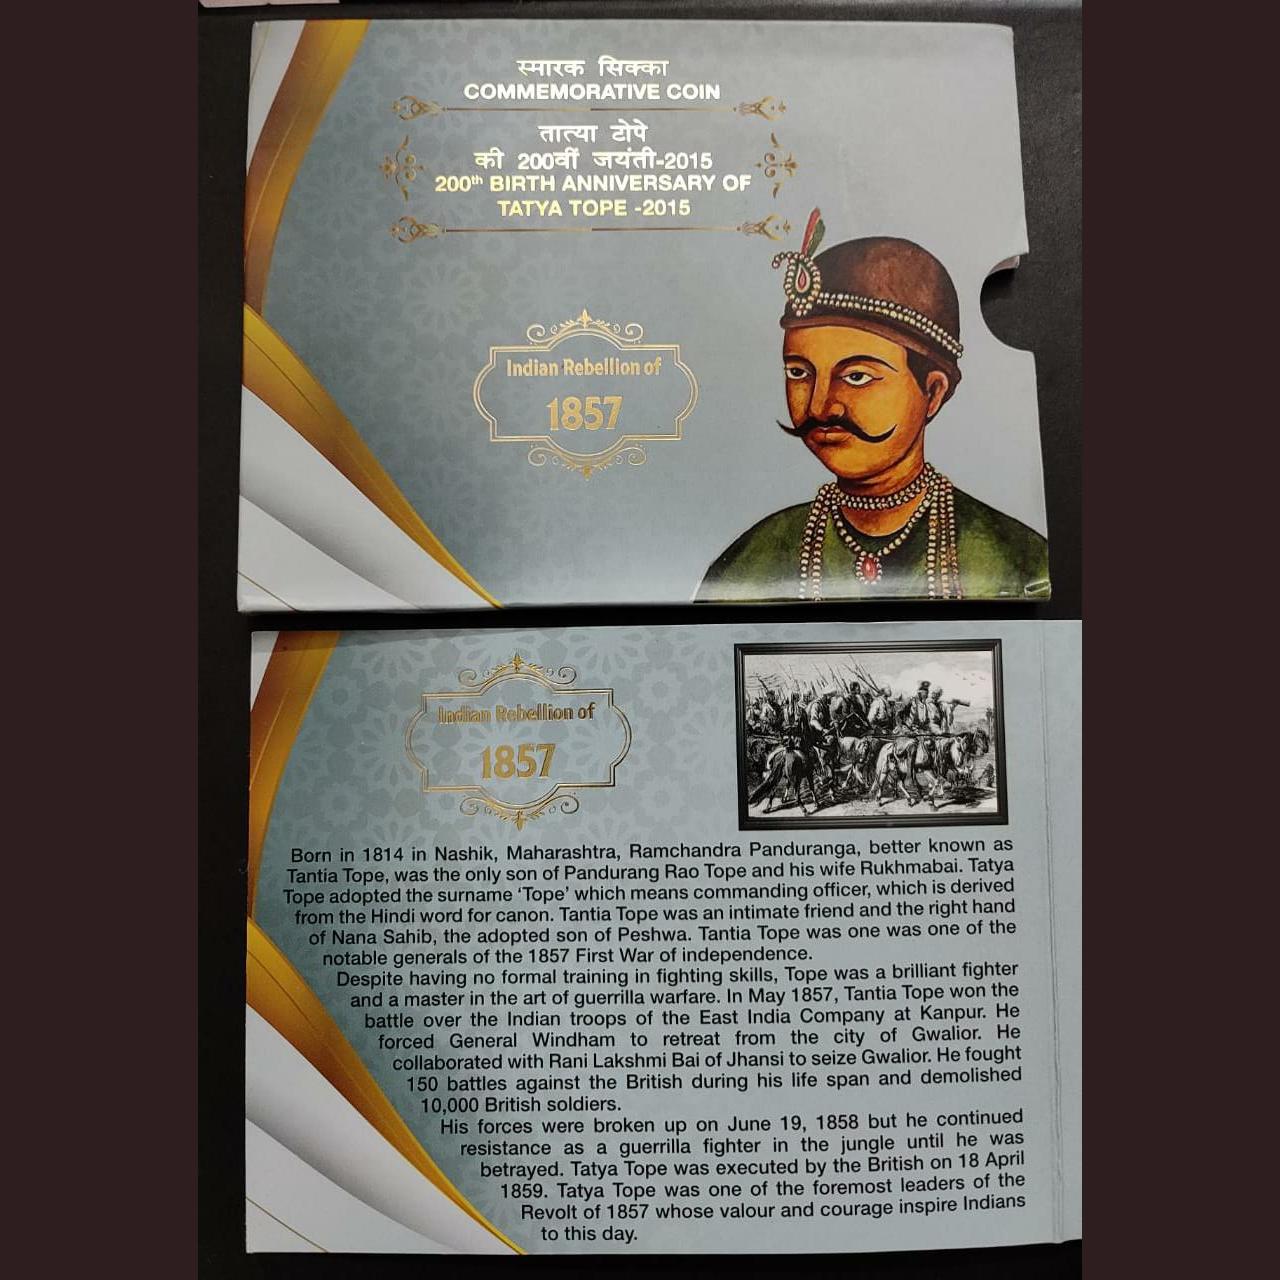 स्मारक सिक्का
COMMEMORATIVE COIN
तात्या टोपे
की 200वीं जयंती-2015
200th BIRTH ANNIVERSARY OF
TATYA TOPE -2015
Indian Rebellion of
1857
Indian Rebellion of
1857
Born in 1814 in Nashik, Maharashtra, Ramchandra Panduranga, better known as
Tantia Tope, was the only son of Pandurang Rao Tope and his wife Rukhmabai. Tatya
Tope adopted the surname ‘Tope’ which means commanding officer, which is derived
from the Hindi word for canon. Tantia Tope was an intimate friend and the right hand
of Nana Sahib, the adopted son of Peshwa. Tantia Tope was one was one of the
notable generals of the 1857 First War of independence.
Despite having no formal training in fighting skills, Tope was a brilliant fighter
and a master in the art of guerrilla warfare. In May 1857, Tantia Tope won the
battle over the Indian troops of the East India Company at Kanpur. He
forced General Windham to retreat from the city of Gwalior. He
collaborated with Rani Lakshmi Bai of Jhansi to seize Gwalior. He fought
150 battles against the British during his life span and demolished
10,000 British soldiers.
His forces were broken up on June 19, 1858 but he continued
resistance as a guerrilla fighter in the jungle until he was
betrayed. Tatya Tope was executed by the British on 18 April
1859. Tatya Tope was one of the foremost leaders of the
Revolt of 1857 whose valour and courage inspire Indians
to this day.